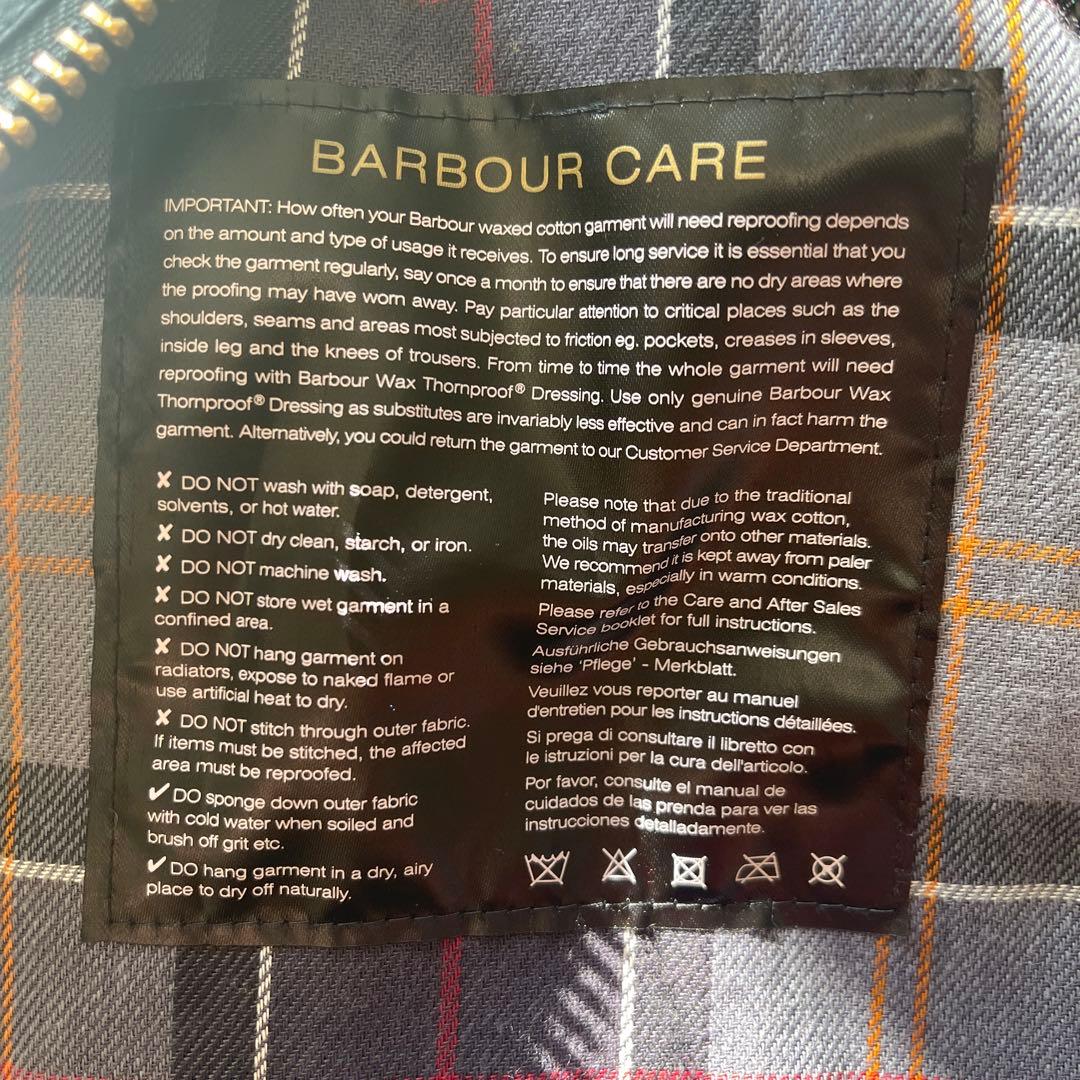 BARBOUR CARE
IMPORTANT: How often your Barbour waxed cotton garment will need reproofing depends
on the amount and type of usage it receives. To ensure long service it is essential that you
check the garment regularly, say once a month to ensure that there are no dry areas where
the proofing may have worn away. Pay particular attention to critical places such as the
shoulders, seams and areas most subjected to friction eg. pockets, creases in sleeves,
inside leg and the knees of trousers. From time to time the whole garment will need
reproofing with Barbour Wax Thornproof® Dressing. Use only genuine Barbour Wax
Thornproof® Dressing as substitutes are invariably less effective and can in fact harm the
garment. Alternatively, you could return the garment to our Customer Service Department.
✘ DO NOT wash with soap, detergent,
solvents, or hot water.
✘ DO NOT dry clean, starch, or iron.
✘ DO NOT machine wash.
✘ DO NOT store wet garment in a
confined area.
✘ DO NOT hang garment on
radiators, expose to naked flame or
use artificial heat to dry.
✘ DO NOT stitch through outer fabric.
If items must be stitched, the affected
area must be reproofed.
✔ DO sponge down outer fabric
with cold water when soiled and
brush off grit etc.
✔ DO hang garment in a dry, airy
place to dry off naturally.
Please note that due to the traditional
method of manufacturing wax cotton,
the oils may transfer onto other materials.
We recommend it is kept away from paler
materials, especially in warm conditions.
Please refer to the Care and After Sales
Service booklet for full instructions.
Ausführliche Gebrauchsanweisungen
siehe 'Pflege' - Merkblatt.
Veuillez vous reporter au manuel
d'entretien pour les instructions détaillées.
Si prega di consultare il libretto con
le istruzioni per la cura dell'articolo.
Por favor, consulte el manual de
cuidados de las prenda para ver las
instrucciones detalladamente.